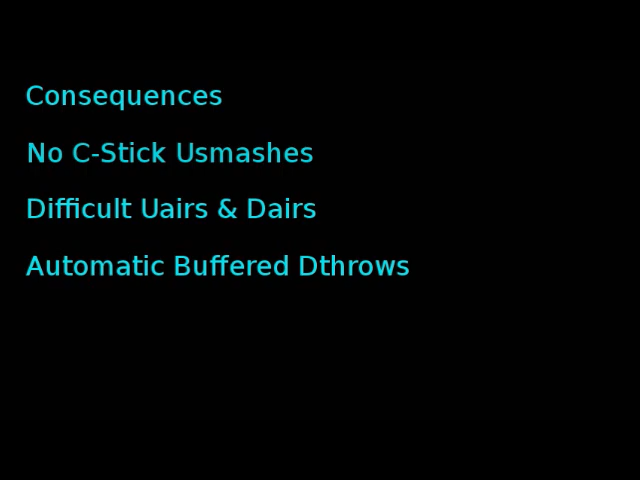 Consequences
No C-Stick Usmashes
Difficult Uairs & Dairs
Automatic Buffered Dthrows